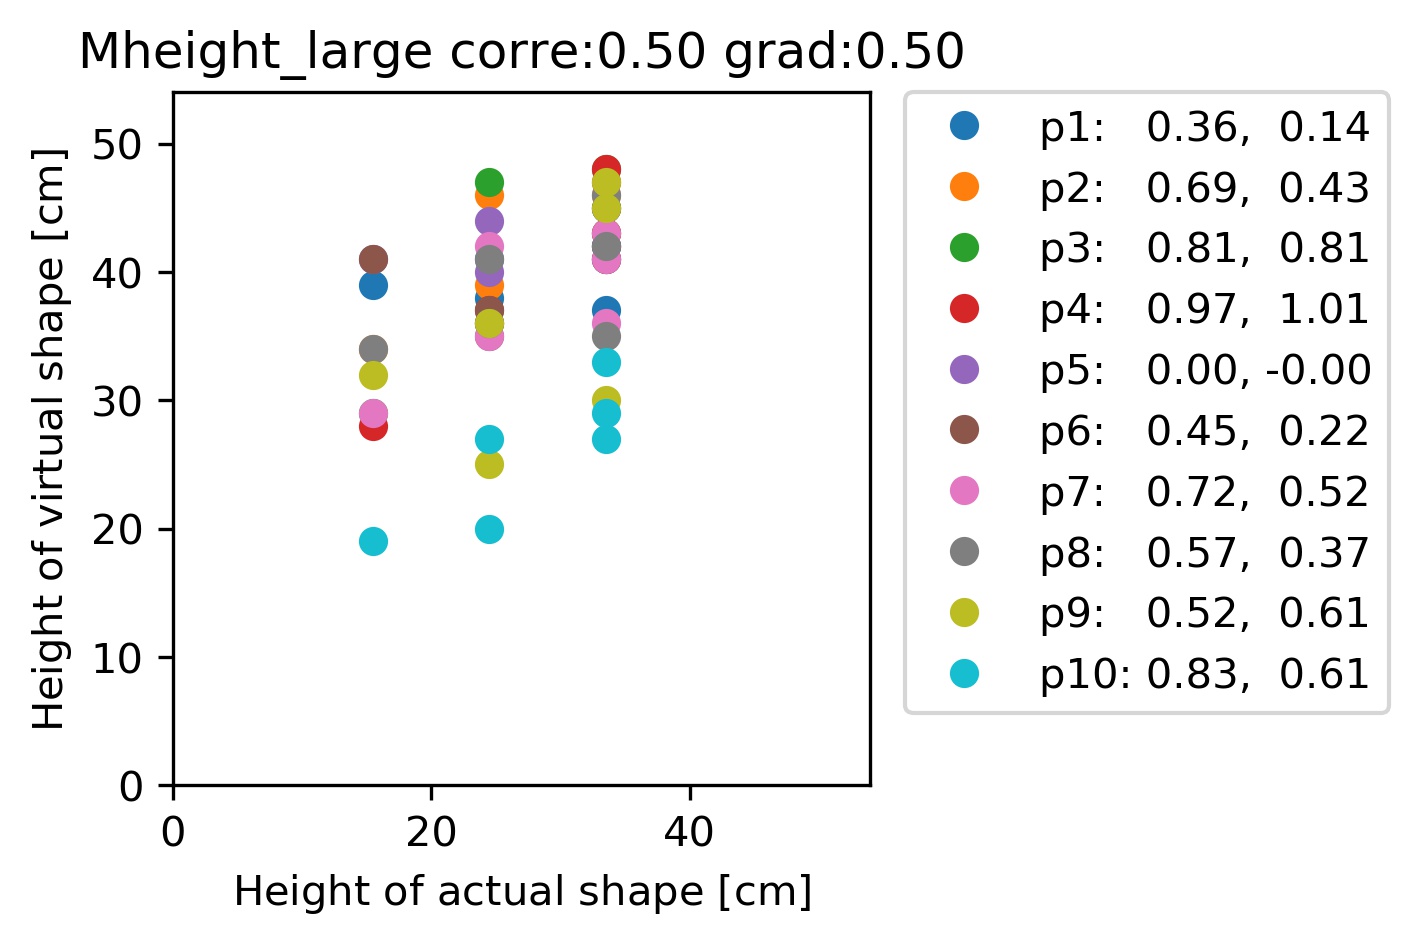 Mheight_large corre:0.50 grad:0.50
50
40
30
20
10
0
0 20 40
Height of virtual shape [cm]
Height of actual shape [cm]
p1: 0.36, 0.14
p2: 0.69, 0.43
p3: 0.81, 0.81
p4: 0.97, 1.01
p5: 0.00, -0.00
p6: 0.45, 0.22
p7: 0.72, 0.52
p8: 0.57, 0.37
p9: 0.52, 0.61
p10: 0.83, 0.61